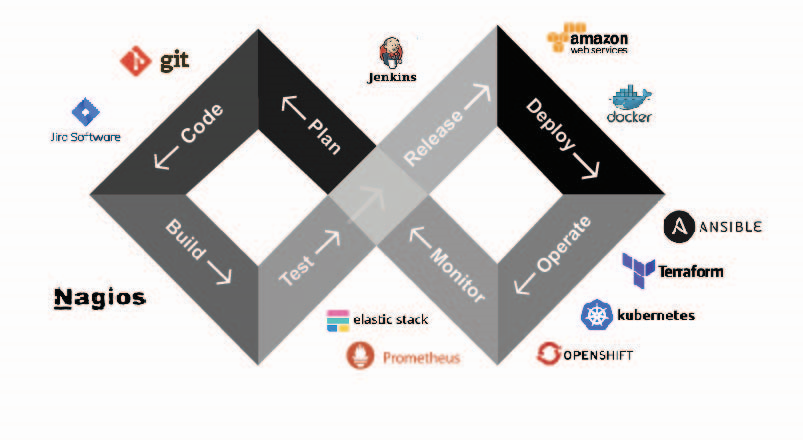 git
Jira Software
Code
Plan
Jenkins
Release
amazon
web services
Deploy
docker
Build
Test
Monitor
Operate
ANSIBLE
Terraform
kubernetes
OPENSHIFT
Nagios
elastic stack
Prometheus